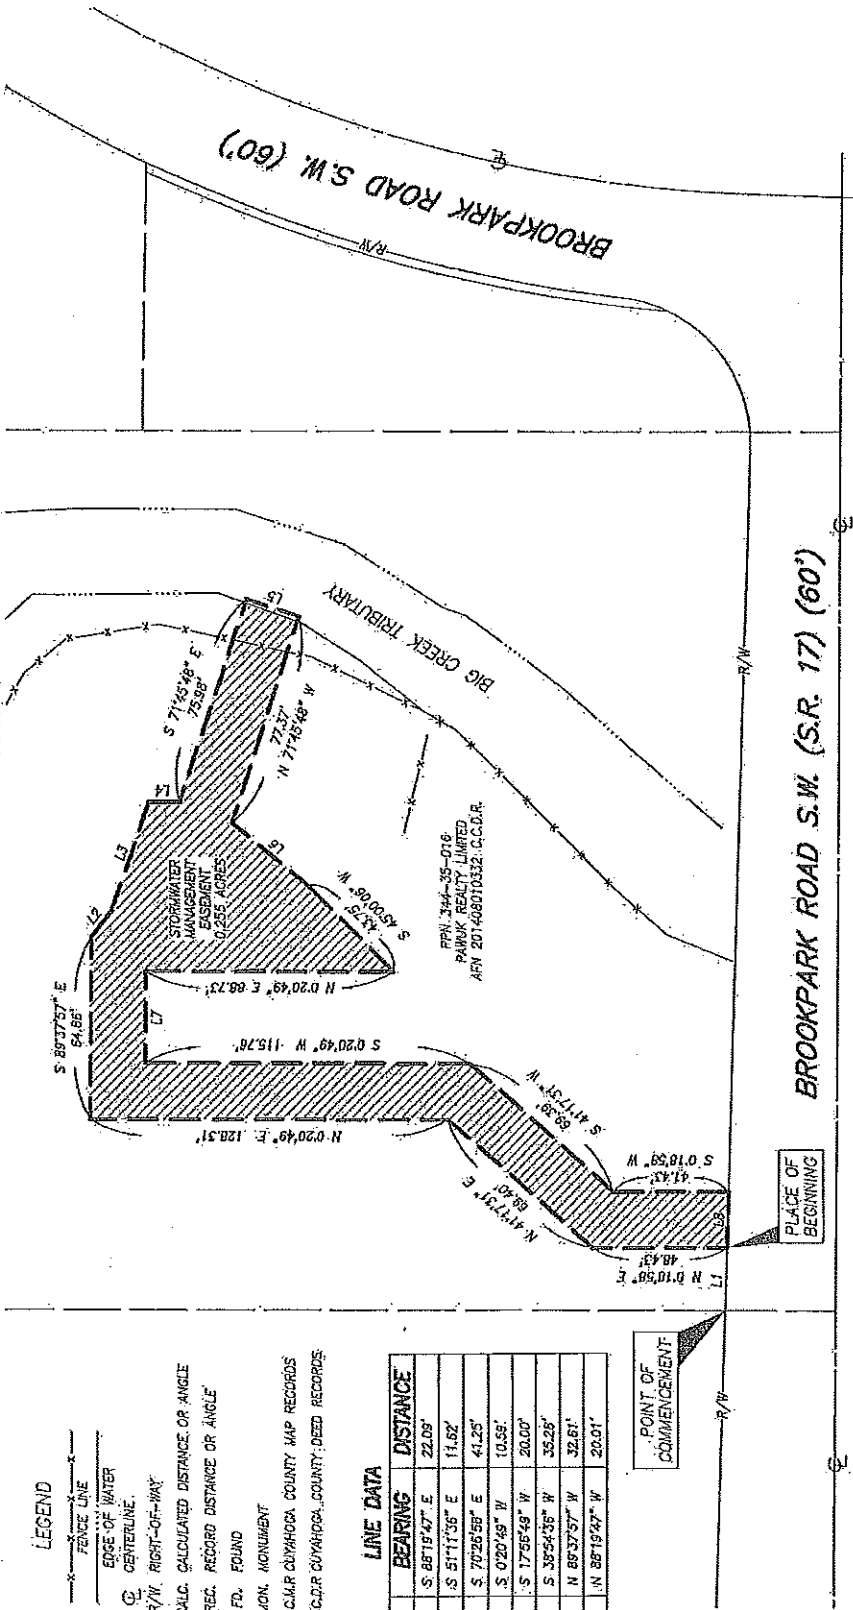 BROOKPARK ROAD S.W. (60')
R/W
BIG CREEK TRIBUTARY
S 71°45'48" E
75.98'
L5
77.37'
N 71°45'48" W
L4
L3
L2
L6
STORMWATER
MANAGEMENT
EASEMENT
0.255 ACRES
S 45°00'06" W
43.75'
PPN. 344-35-016
REALTY LIMITED
AFN 201408010332 C.C.D.R.
S 89°37'57" E
64.86'
N 0°20'49" E 88.73'
L7
S 0°20'49" W 115.76'
N 0°20'49" E 128.31'
S 41°17'31" W
69.39'
N 41°17'31" E
69.40'
S 0°18'58" W
41.43'
N 0°18'58" E
48.43'
L8
L1
PLACE OF
BEGINNING
POINT OF
COMMENCEMENT
R/W
R/W
BROOKPARK ROAD S.W. (S.R. 17) (60')
LEGEND
FENCE LINE
EDGE OF WATER
CENTERLINE
R/W RIGHT-OF-WAY
CALCULATED DISTANCE OR ANGLE
REC. RECORD DISTANCE OR ANGLE
FD. FOUND
MON. MONUMENT
C.M.R CUYAHOGA COUNTY MAP RECORDS
C.D.R CUYAHOGA COUNTY DEED RECORDS
LINE DATA
BEARING DISTANCE
S 88°19'47" E 22.09'
S 51°11'36" E 11.62'
S 70°26'58" E 41.25'
S 0°20'49" W 10.59'
S 17°56'49" W 20.00'
S 38°54'36" W 35.26'
N 89°37'57" W 32.61'
N 88°19'47" W 20.01'